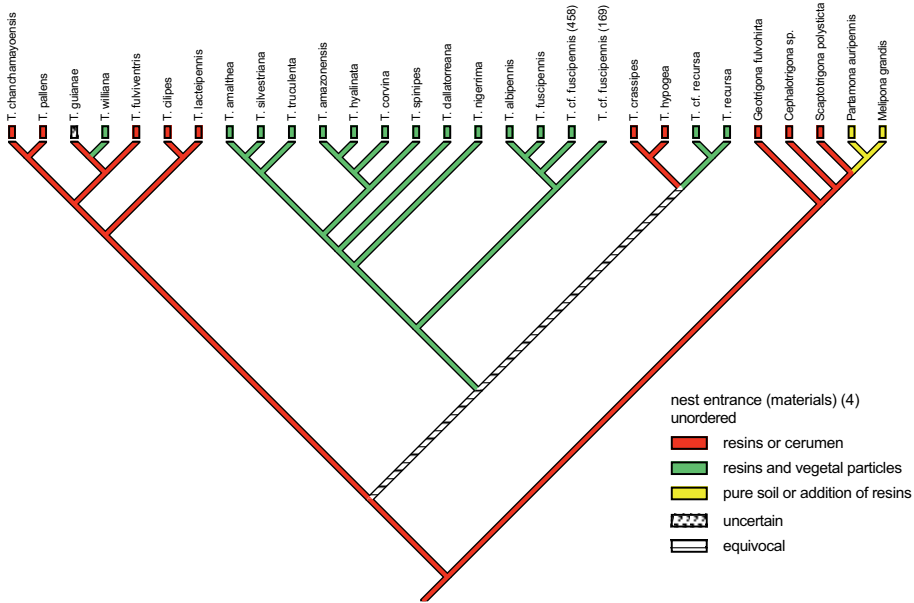 T. chanchamayoensis
T. pallens
T. guianae
T. williana
T. fulviventris
T. cilipes
T. lacteipennis
T. amalthea
T. silvestriana
T. truculenta
T. amazonensis
T. hyalinata
T. corvina
T. spinipes
T. dallatorreana
T. nigerrima
T. albipennis
T. fuscipennis
T. cf. fuscipennis (458)
T. cf. fuscipennis (169)
T. crassipes
T. hypogea
T. cf. recursa
T. recursa
Geotrigona fulvohirta
Cephalotrigona sp.
Scaptotrigona polysticta
Partamona auripennis
Melipona grandis
nest entrance (materials) (4)
unordered
resins or cerumen
resins and vegetal particles
pure soil or addition of resins
uncertain
equivocal